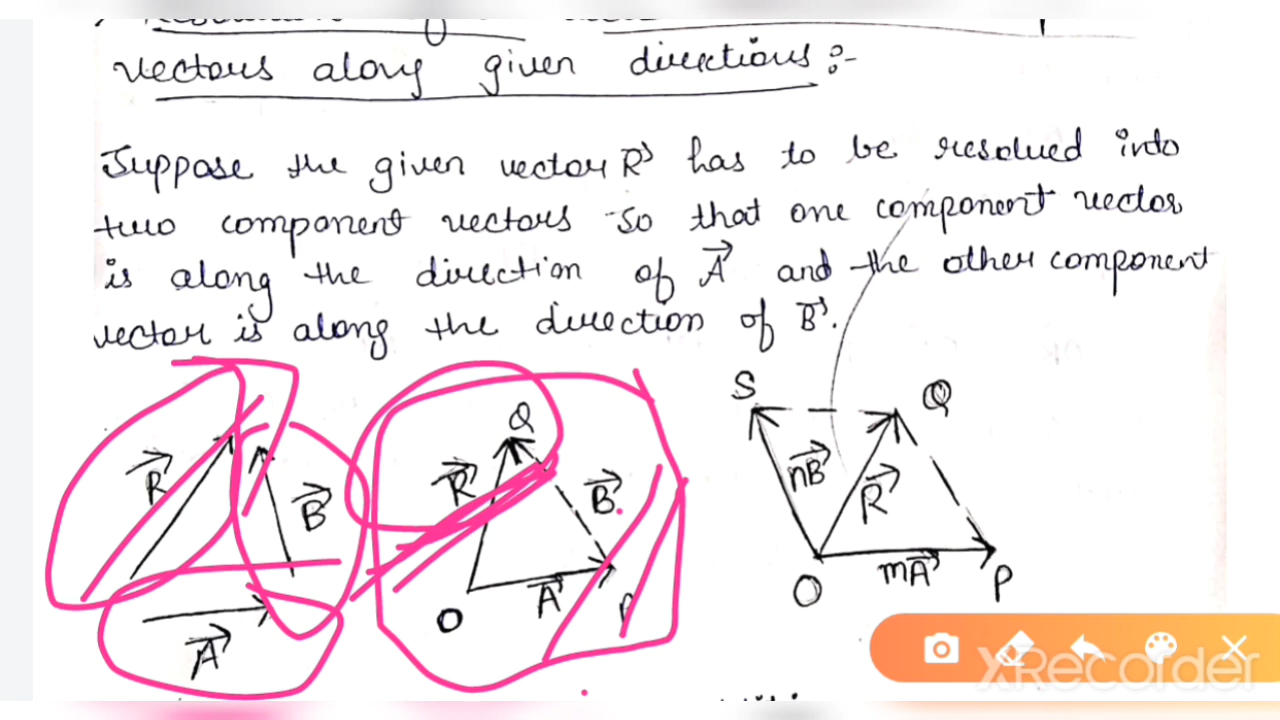 vectors along given directions :-
Suppose the given vector R⃗ has to be resolved into
two component vectors so that one component vector
is along the direction of A⃗ and the other component
vector is along the direction of B⃗.
R⃗
B⃗
A⃗
Q
R⃗
B⃗
A⃗
O
S
Q
nB⃗
R⃗
mA⃗
O
P
XRecorder